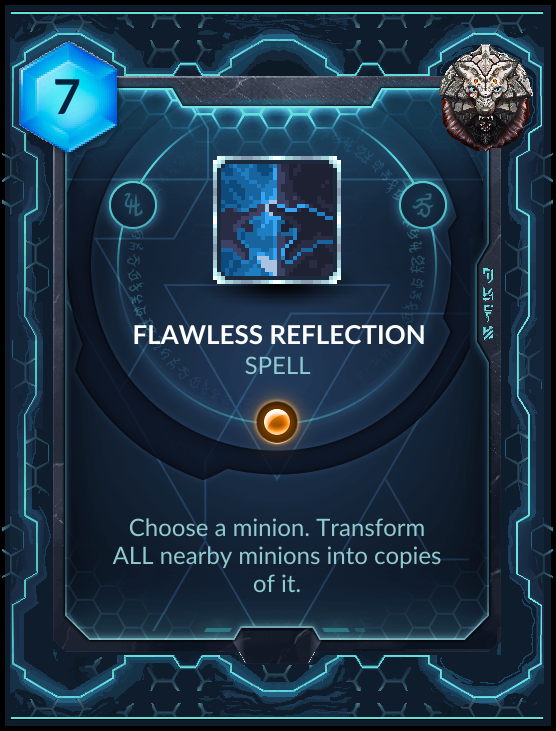 7
FLAWLESS REFLECTION
SPELL
Choose a minion. Transform
ALL nearby minions into copies
of it.